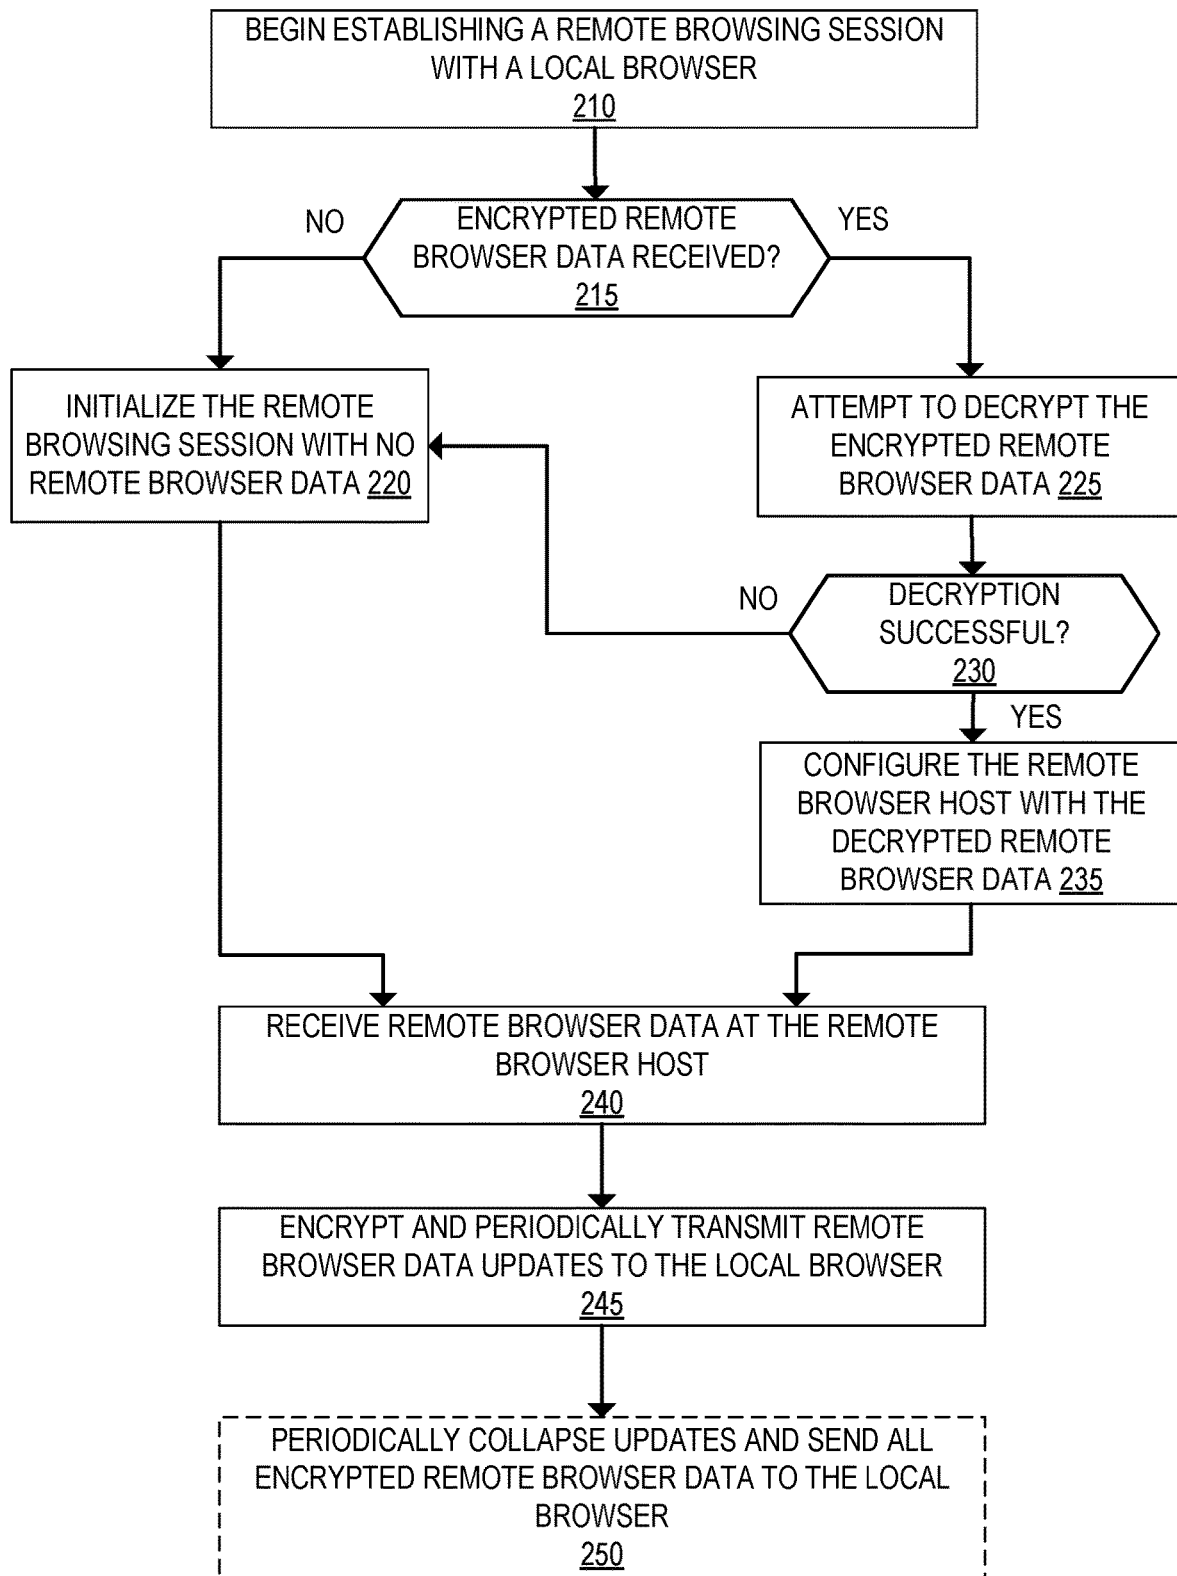 BEGIN ESTABLISHING A REMOTE BROWSING SESSION
WITH A LOCAL BROWSER
210
NO
ENCRYPTED REMOTE
BROWSER DATA RECEIVED?
215
YES
INITIALIZE THE REMOTE
BROWSING SESSION WITH NO
REMOTE BROWSER DATA 220
ATTEMPT TO DECRYPT THE
ENCRYPTED REMOTE
BROWSER DATA 225
NO
DECRYPTION
SUCCESSFUL?
230
YES
CONFIGURE THE REMOTE
BROWSER HOST WITH THE
DECRYPTED REMOTE
BROWSER DATA 235
RECEIVE REMOTE BROWSER DATA AT THE REMOTE
BROWSER HOST
240
ENCRYPT AND PERIODICALLY TRANSMIT REMOTE
BROWSER DATA UPDATES TO THE LOCAL BROWSER
245
PERIODICALLY COLLAPSE UPDATES AND SEND ALL
ENCRYPTED REMOTE BROWSER DATA TO THE LOCAL
BROWSER
250